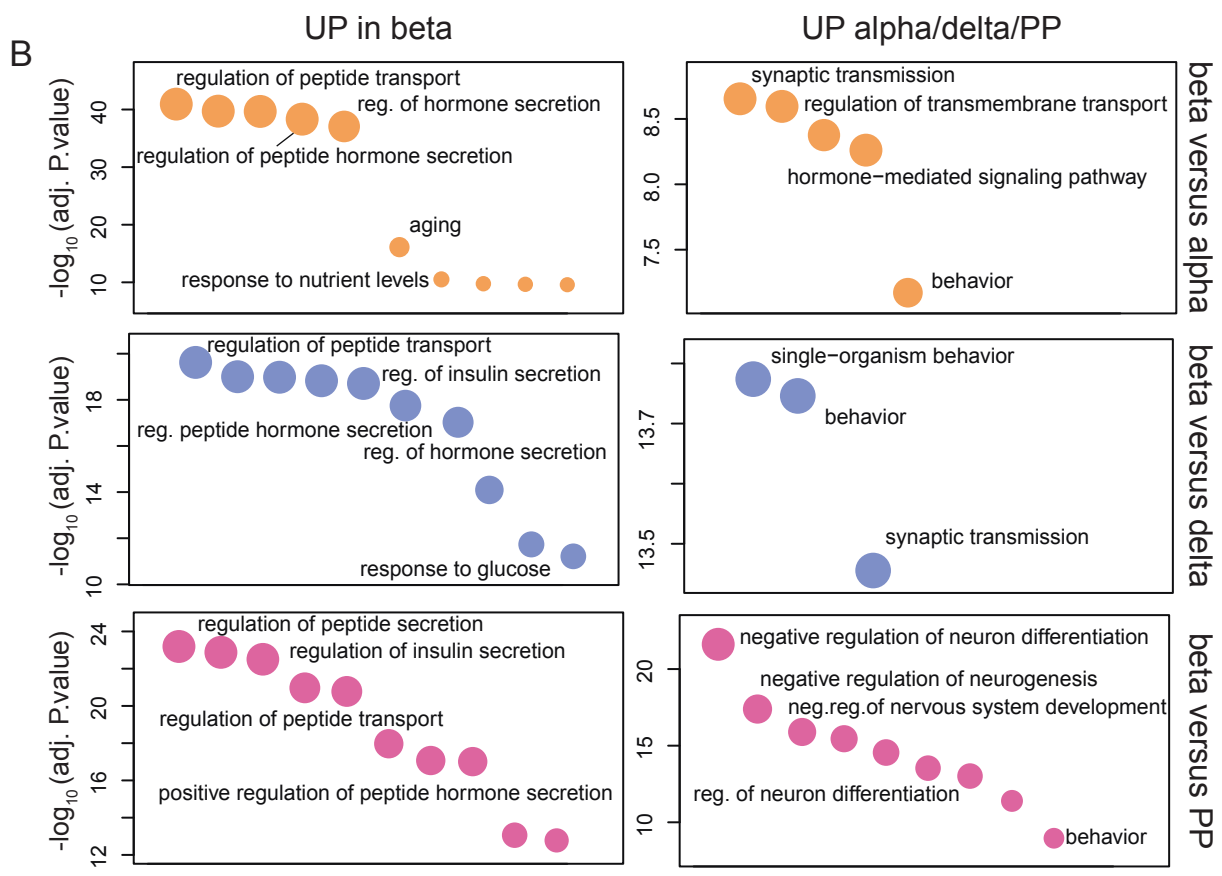 B
UP in beta
UP alpha/delta/PP
-log10 (adj. P.value)
40
30
20
10
regulation of peptide transport
reg. of hormone secretion
regulation of peptide hormone secretion
aging
response to nutrient levels
8.5
8.0
7.5
synaptic transmission
regulation of transmembrane transport
hormone−mediated signaling pathway
behavior
beta versus alpha
-log10 (adj. P.value)
18
14
10
regulation of peptide transport
reg. of insulin secretion
reg. peptide hormone secretion
reg. of hormone secretion
response to glucose
13.7
13.5
single−organism behavior
behavior
synaptic transmission
beta versus delta
-log10 (adj. P.value)
24
20
16
12
regulation of peptide secretion
regulation of insulin secretion
regulation of peptide transport
positive regulation of peptide hormone secretion
20
15
10
negative regulation of neuron differentiation
negative regulation of neurogenesis
neg.reg.of nervous system development
reg. of neuron differentiation
behavior
beta versus PP